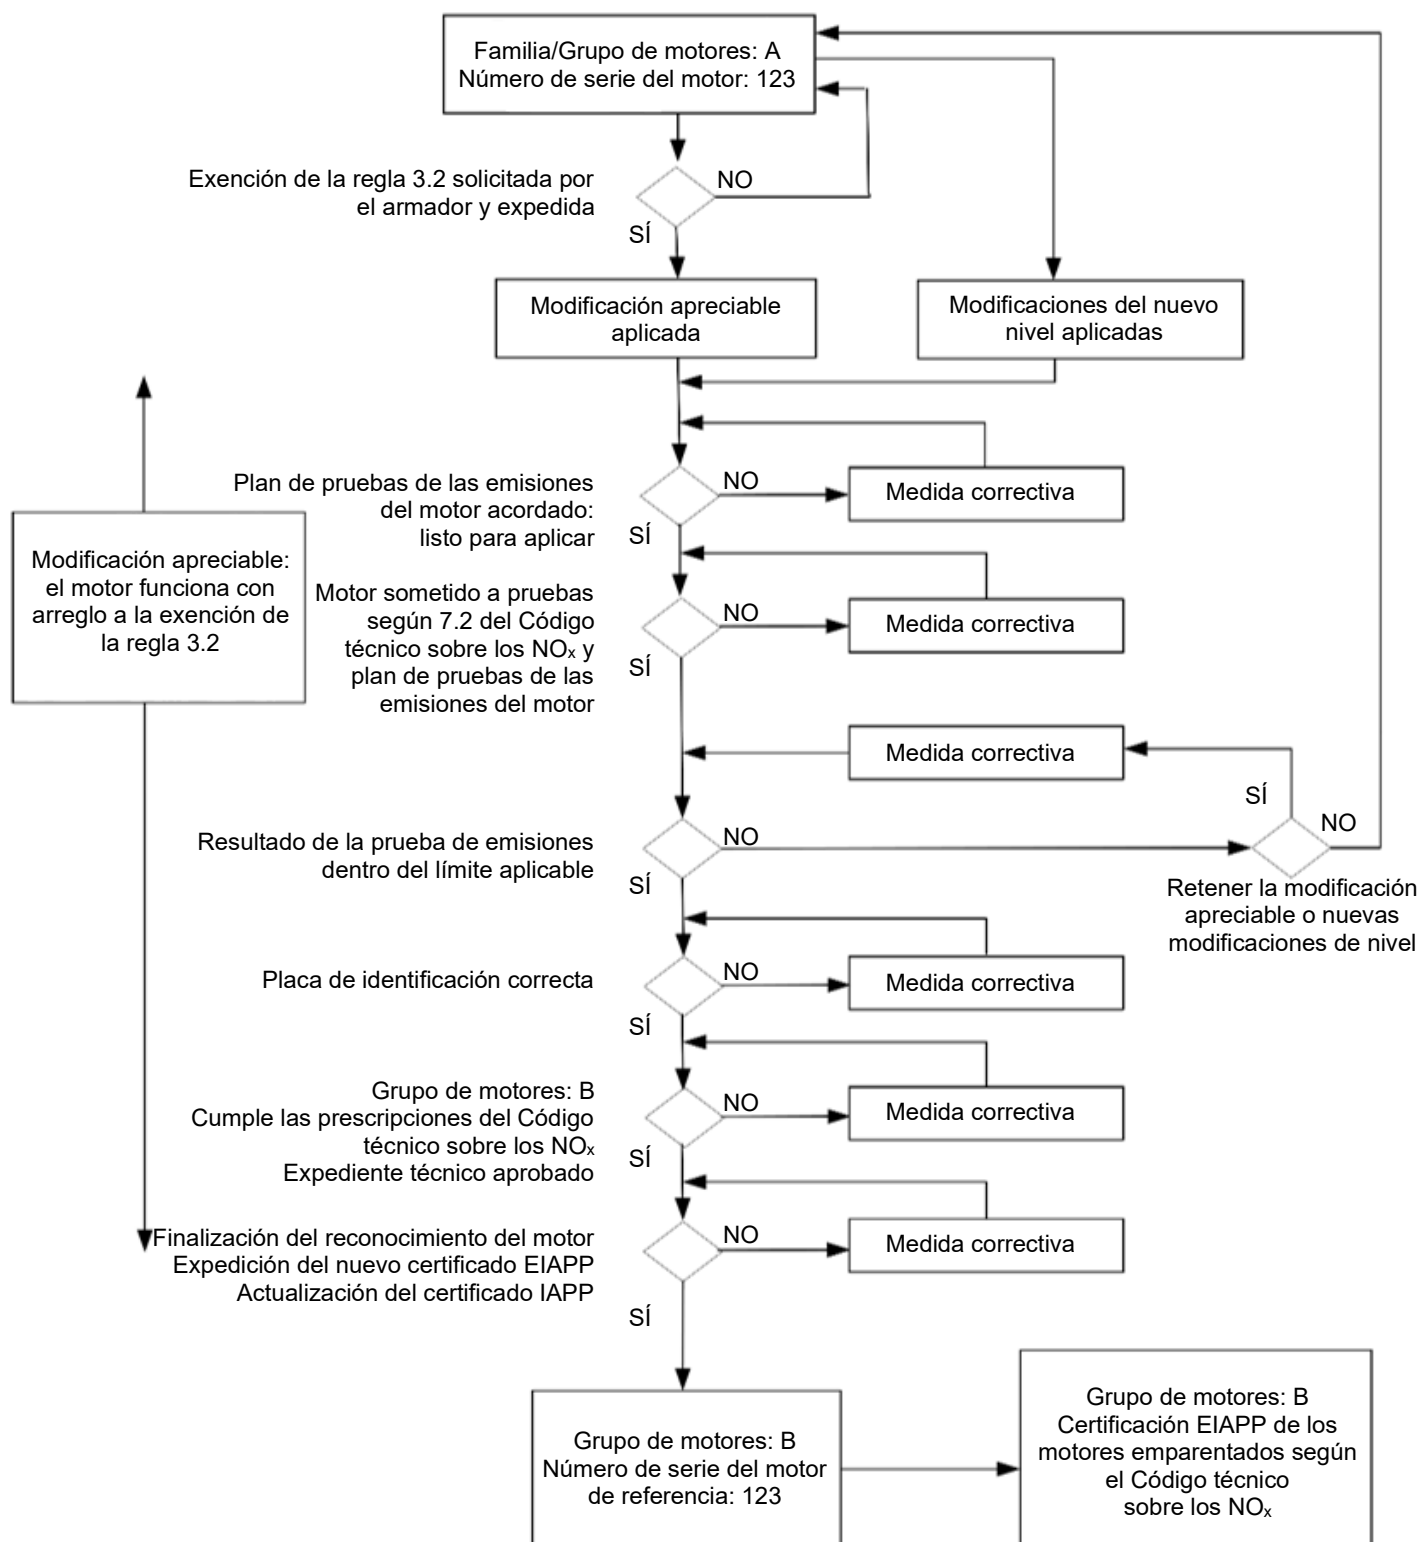 Familia/Grupo de motores: A
Número de serie del motor: 123
Exención de la regla 3.2 solicitada por
el armador y expedida
NO
SÍ
Modificación apreciable
aplicada
Modificaciones del nuevo
nivel aplicadas
Plan de pruebas de las emisiones
del motor acordado:
listo para aplicar
NO
SÍ
Medida correctiva
Modificación apreciable:
el motor funciona con
arreglo a la exención de
la regla 3.2
Motor sometido a pruebas
según 7.2 del Código
técnico sobre los NOₓ y
plan de pruebas de las
emisiones del motor
NO
SÍ
Medida correctiva
Medida correctiva
SÍ
NO
Retener la modificación
apreciable o nuevas
modificaciones de nivel
Resultado de la prueba de emisiones
dentro del límite aplicable
NO
SÍ
Placa de identificación correcta
NO
SÍ
Medida correctiva
Grupo de motores: B
Cumple las prescripciones del Código
técnico sobre los NOₓ
Expediente técnico aprobado
NO
SÍ
Medida correctiva
Finalización del reconocimiento del motor
Expedición del nuevo certificado EIAPP
Actualización del certificado IAPP
NO
SÍ
Medida correctiva
Grupo de motores: B
Número de serie del motor
de referencia: 123
Grupo de motores: B
Certificación EIAPP de los
motores emparentados según
el Código técnico
sobre los NOₓ